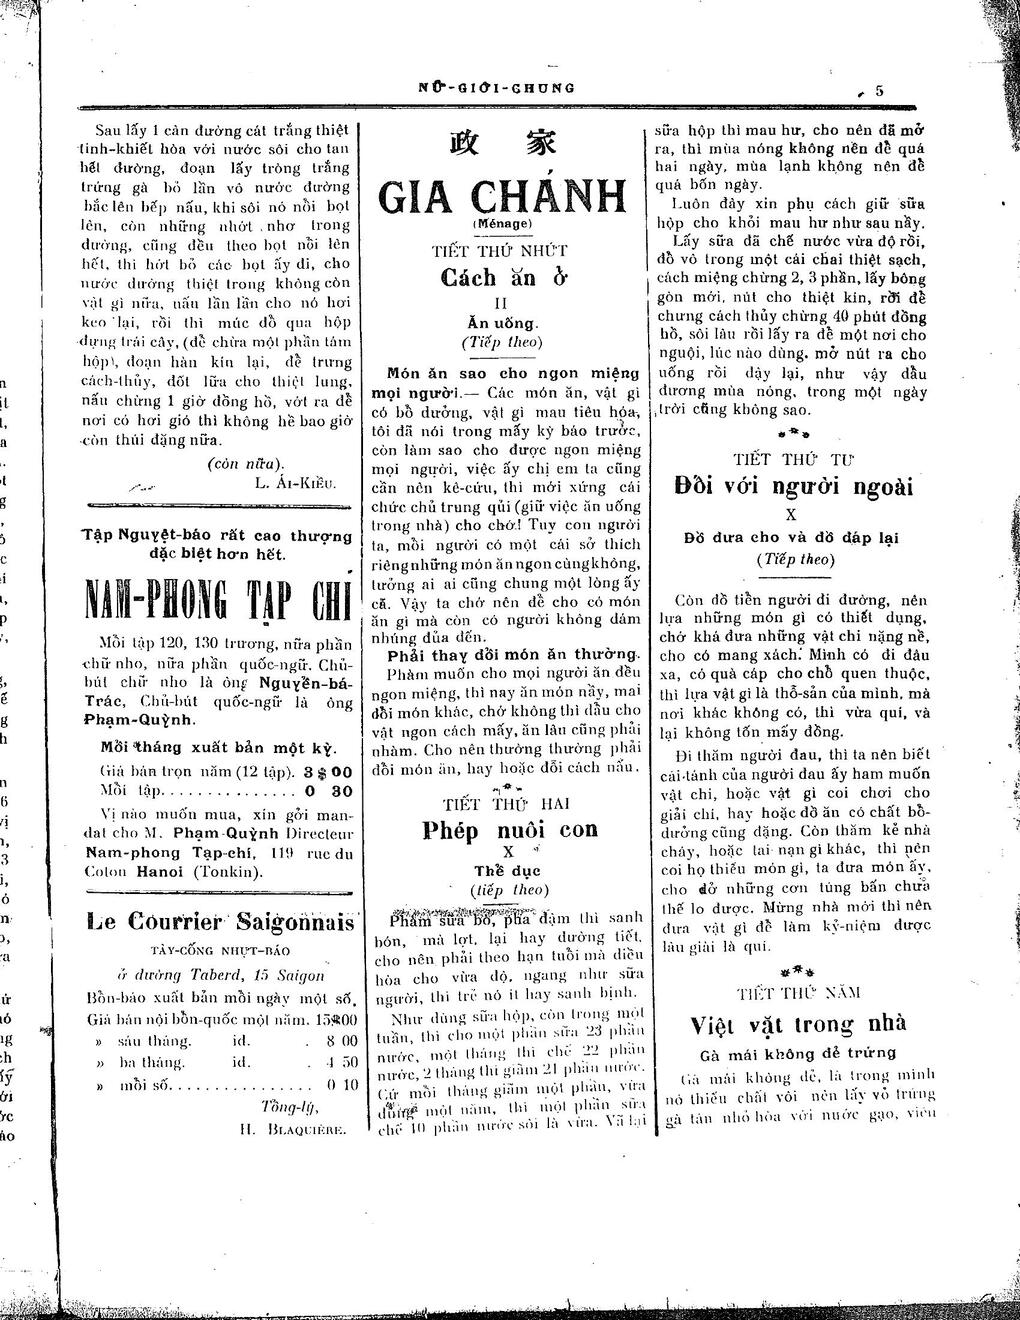 NỮ-GIỚI-CHUNG
5
Sau lấy 1 cân đường cát trắng thiệt
tinh-khiết hòa với nước sôi cho tan
hết đường, đoạn lấy tròng trắng
trứng gà bỏ lần vô nước đường
bắc lên bếp nấu, khi sôi nó nổi bọt
lên, còn những nhớt nhơ trong
đường, cũng đều theo bọt nổi lên
hết, thì hớt bỏ các bọt ấy đi, cho
nước đường thiệt trong không còn
vật gì nữa, nấu lần lần cho nó hơi
keo lại, rồi thì múc đổ qua hộp
đựng trái cây, (để chừa một phần tám
hộp), đoạn hàn kín lại, để trưng
cách-thủy, đốt lửa cho thiệt lung,
nấu chừng 1 giờ đồng hồ, vớt ra để
nơi có hơi gió thì không hề bao giờ
còn thúi đặng nữa.
(còn nữa).
L. ÁI-KIỀU.
Tập Nguyệt-báo rất cao thượng
đặc biệt hơn hết.
NAM-PHONG TẠP CHÍ
Mỗi tập 120, 130 trương, nữa phần
chữ nho, nữa phần quốc-ngữ. Chủ-
bút chữ nho là ông Nguyễn-bá-
Trác, Chủ-bút quốc-ngữ là ông
Phạm-Quỳnh.
Mỗi tháng xuất bản một kỳ.
Giá bán trọn năm (12 tập). 3 $ 00
Mỗi tập. . . . . . . . . . . . . . . 0 30
Vị nào muốn mua, xin gởi man-
dat cho M. Phạm-Quỳnh Directeur
Nam-phong Tạp-chí, 119 rue du
Coton Hanoi (Tonkin).
Le Courrier Saigonnais
TÂY-CỐNG NHỰT-BÁO
ở đường Taberd, 15 Saigon
Bổn-báo xuất bản mỗi ngày một số,
Giá bán nội bổn-quốc một năm. 15$00
» sáu tháng. id. . 8 00
» ba tháng. id. . 4 50
» mỗi số. . . . . . . . . . . . . . . 0 10
Tổng-lý,
H. BLAQUIÈRE.
政 家
GIA CHÁNH
(Ménage)
TIẾT THỨ NHỨT
Cách ăn ở
II
Ăn uống.
(Tiếp theo)
Món ăn sao cho ngon miệng
mọi người.— Các món ăn, vật gì
có bổ dưởng, vật gì mau tiêu hóa,
tôi đã nói trong mấy kỳ báo trước,
còn làm sao cho được ngon miệng
mọi người, việc ấy chị em ta cũng
cần nên kê-cứu, thì mới xứng cái
chức chủ trung qủi (giữ việc ăn uống
trong nhà) cho chớ! Tuy con người
ta, mỗi người có một cái sở thích
riêng những món ăn ngon cùng không,
tưởng ai ai cũng chung một lòng ấy
cả. Vậy ta chớ nên để cho có món
ăn gì mà còn có người không dám
nhúng đủa đến.
Phải thay đổi món ăn thường.
Phàm muốn cho mọi người ăn đều
ngon miệng, thì nay ăn món nầy, mai
đổi món khác, chớ không thì dầu cho
vật ngon cách mấy, ăn lâu cũng phải
nhàm. Cho nên thường thường phải
đổi món ăn, hay hoặc đổi cách nấu.
TIẾT THỨ HAI
Phép nuôi con
X
Thể dục
(tiếp theo)
Phàm sữa bò, pha đậm thì sanh
bón, mà lợt, lại hay dường tiết,
cho nên phải theo hạn tuổi mà điều
hòa cho vừa độ, ngang như sữa
người, thì trẻ nó ít hay sanh bịnh.
Như dùng sữa hộp, còn trong một
tuần, thì cho một phần sữa 23 phần
nước, một tháng thì chế 22 phần
nước, 2 tháng thì giảm 21 phần nước.
Cứ mỗi tháng giãm một phần, vừa
đúng một năm, thì một phần sữa
chế 10 phần nước sôi là vừa. Vã lại
sữa hộp thì mau hư, cho nên đã mở
ra, thì mùa nóng không nên để quá
hai ngày, mùa lạnh không nên để
quá bốn ngày.
Luôn đây xin phụ cách giữ sữa
hộp cho khỏi mau hư như sau nầy.
Lấy sữa đã chế nước vừa độ rồi,
đổ vô trong một cái chai thiệt sạch,
cách miệng chừng 2, 3 phần, lấy bông
gòn mới, nút cho thiệt kín, rồi để
chưng cách thủy chừng 40 phút đồng
hồ, sôi lâu rồi lấy ra để một nơi cho
nguội, lúc nào dùng, mở nút ra cho
uống rồi dậy lại, như vậy dầu
đương mùa nóng, trong một ngày
trời cũng không sao.
TIẾT THỨ TƯ
Đối với người ngoài
X
Đồ đưa cho và đồ đáp lại
(Tiếp theo)
Còn đồ tiễn người đi đường, nên
lựa những món gì có thiết dụng,
chớ khá đưa những vật chi nặng nề,
cho có mang xách. Mình có đi đâu
xa, có quà cáp cho chỗ quen thuộc,
thì lựa vật gì là thổ-sản của mình, mà
nơi khác không có, thì vừa quí, và
lại không tốn mấy đồng.
Đi thăm người đau, thì ta nên biết
cái-tánh của người đau ấy ham muốn
vật chi, hoặc vật gì coi chơi cho
giải chí, hay hoặc đồ ăn có chất bổ-
dưởng cũng đặng. Còn thăm kẻ nhà
cháy, hoặc tai nạn gì khác, thì nên
coi họ thiếu món gì, ta đưa món ấy,
cho đở những cơn túng bấn chưa
thể lo được. Mừng nhà mới thì nên
đưa vật gì để làm kỷ-niệm được
lâu giài là quí.
TIẾT THỨ NĂM
Việt vặt trong nhà
Gà mái không đẻ trứng
Gà mái không đẻ, là trong mình
nó thiếu chất vôi nên lấy vỏ trứng
gà tán nhỏ hòa với nước gạo, viên